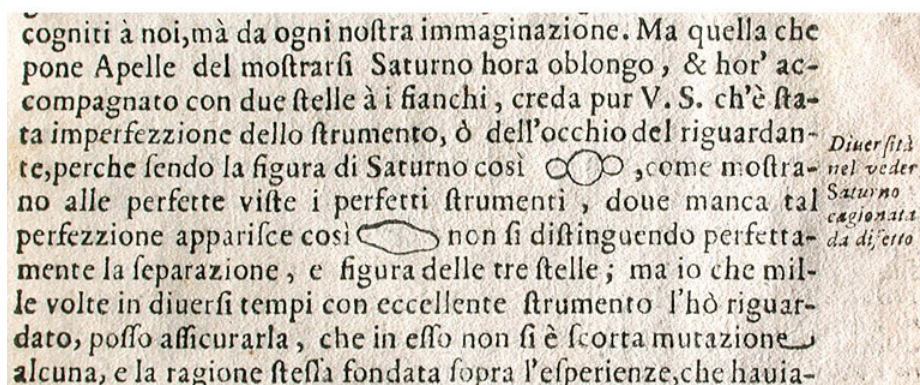 cogniti à noi,mà da ogni noſtra immaginazione. Ma quella che
pone Apelle del moſtrarſi Saturno hora oblongo, & hor' ac-
compagnato con due ſtelle à i fianchi, creda pur V. S. ch'è ſta-
ta imperfezzione dello ſtrumento, ò dell'occhio del riguardan-
te,perche ſendo la figura di Saturno così ,come moſtra-
no alle perfette viſte i perfetti ſtrumenti, doue manca tal
perfezzione appariſce così non ſi diſtinguendo perfetta-
mente la ſeparazione, e figura delle tre ſtelle; ma io che mil-
le volte in diuerſi tempi con eccellente ſtrumento l'hò riguar-
dato, poſſo aſſicurarla, che in eſſo non ſi è ſcorta mutazione
alcuna, e la ragione ſteſſa fondata ſopra l'eſperienze,che hauia-
Diuerſità
nel veder
Saturno
cagionata
da difetto